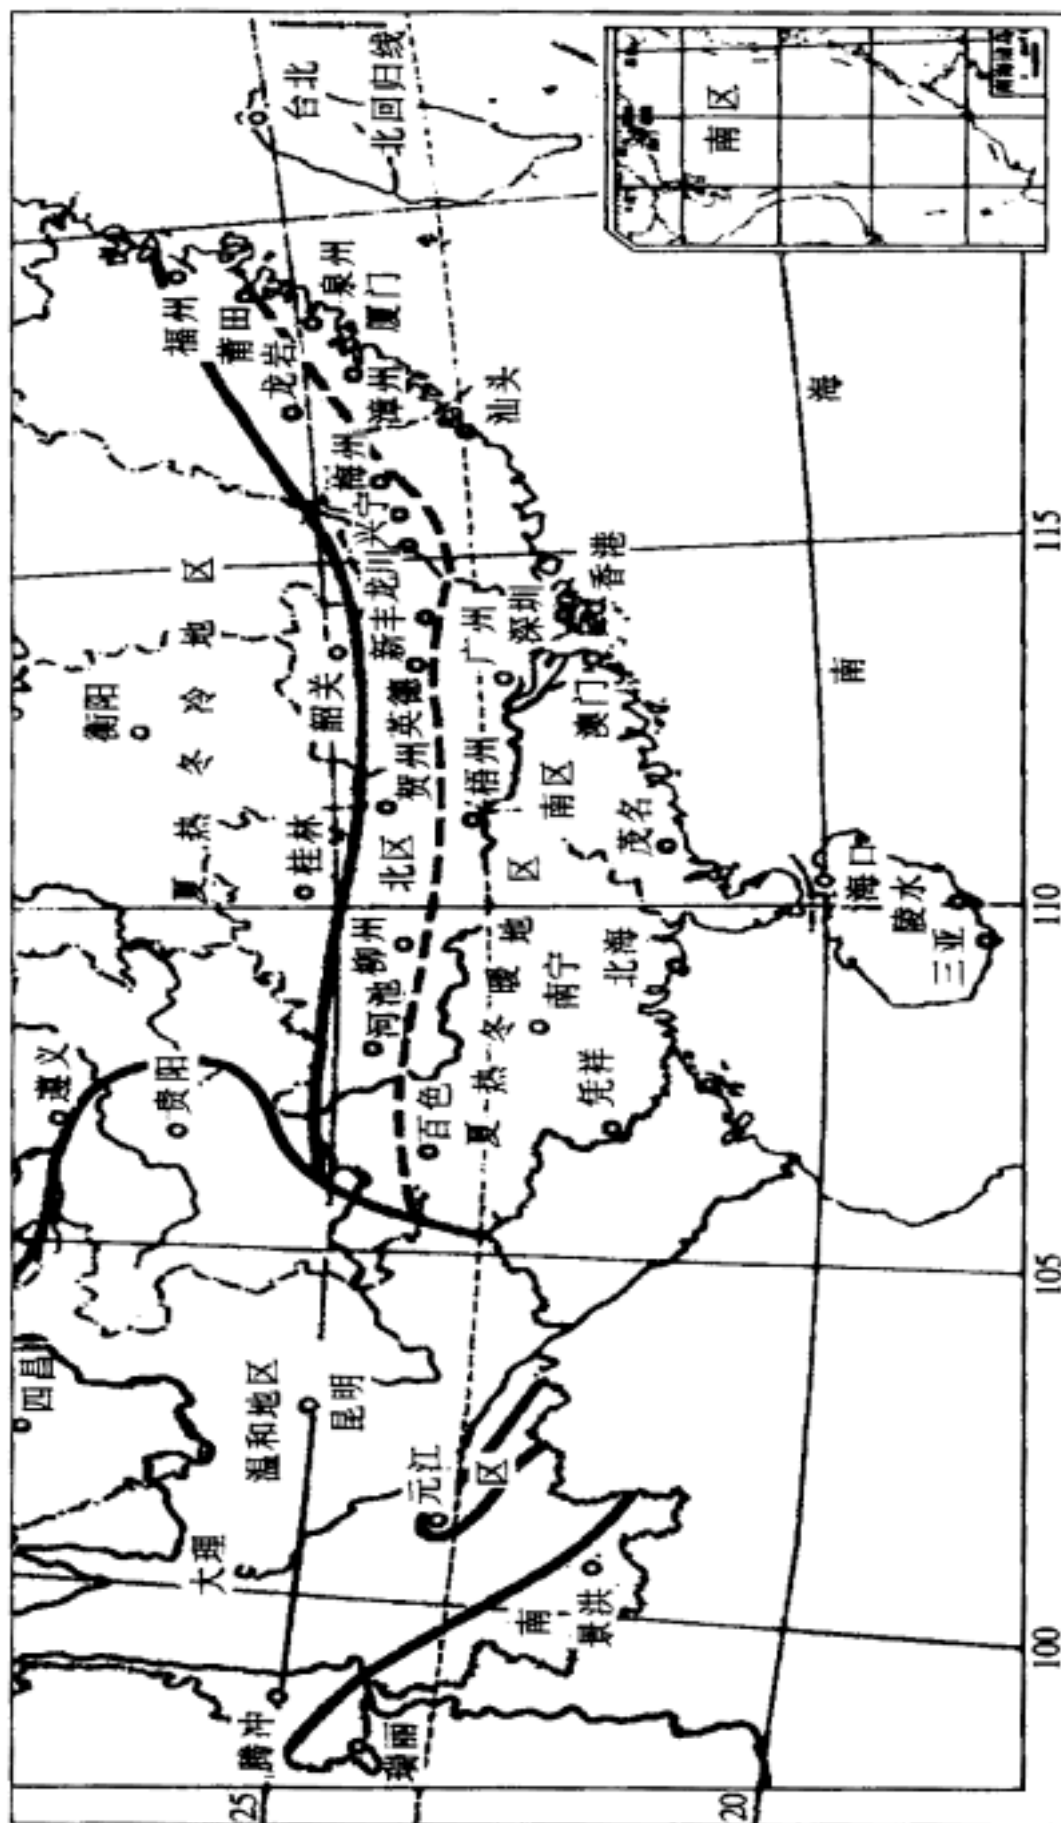 四昌
遵义
贵阳
衡阳
夏热冬冷地区
大理
温和地区
昆明
桂林
韶关
福州
莆田
龙岩
泉州
厦门
漳州
台北
北回归线
腾冲
瑞丽
元江
区
南
景洪
河池
柳州
百色
北区
贺州
英德
新丰
龙川
兴宁
梅州
汕头
夏热冬暖地区
梧州
广州
深圳
香港
澳门
南区
南宁
凭祥
北海
茂名
海口
陵水
三亚
南海
南区
25
20
100
105
110
115